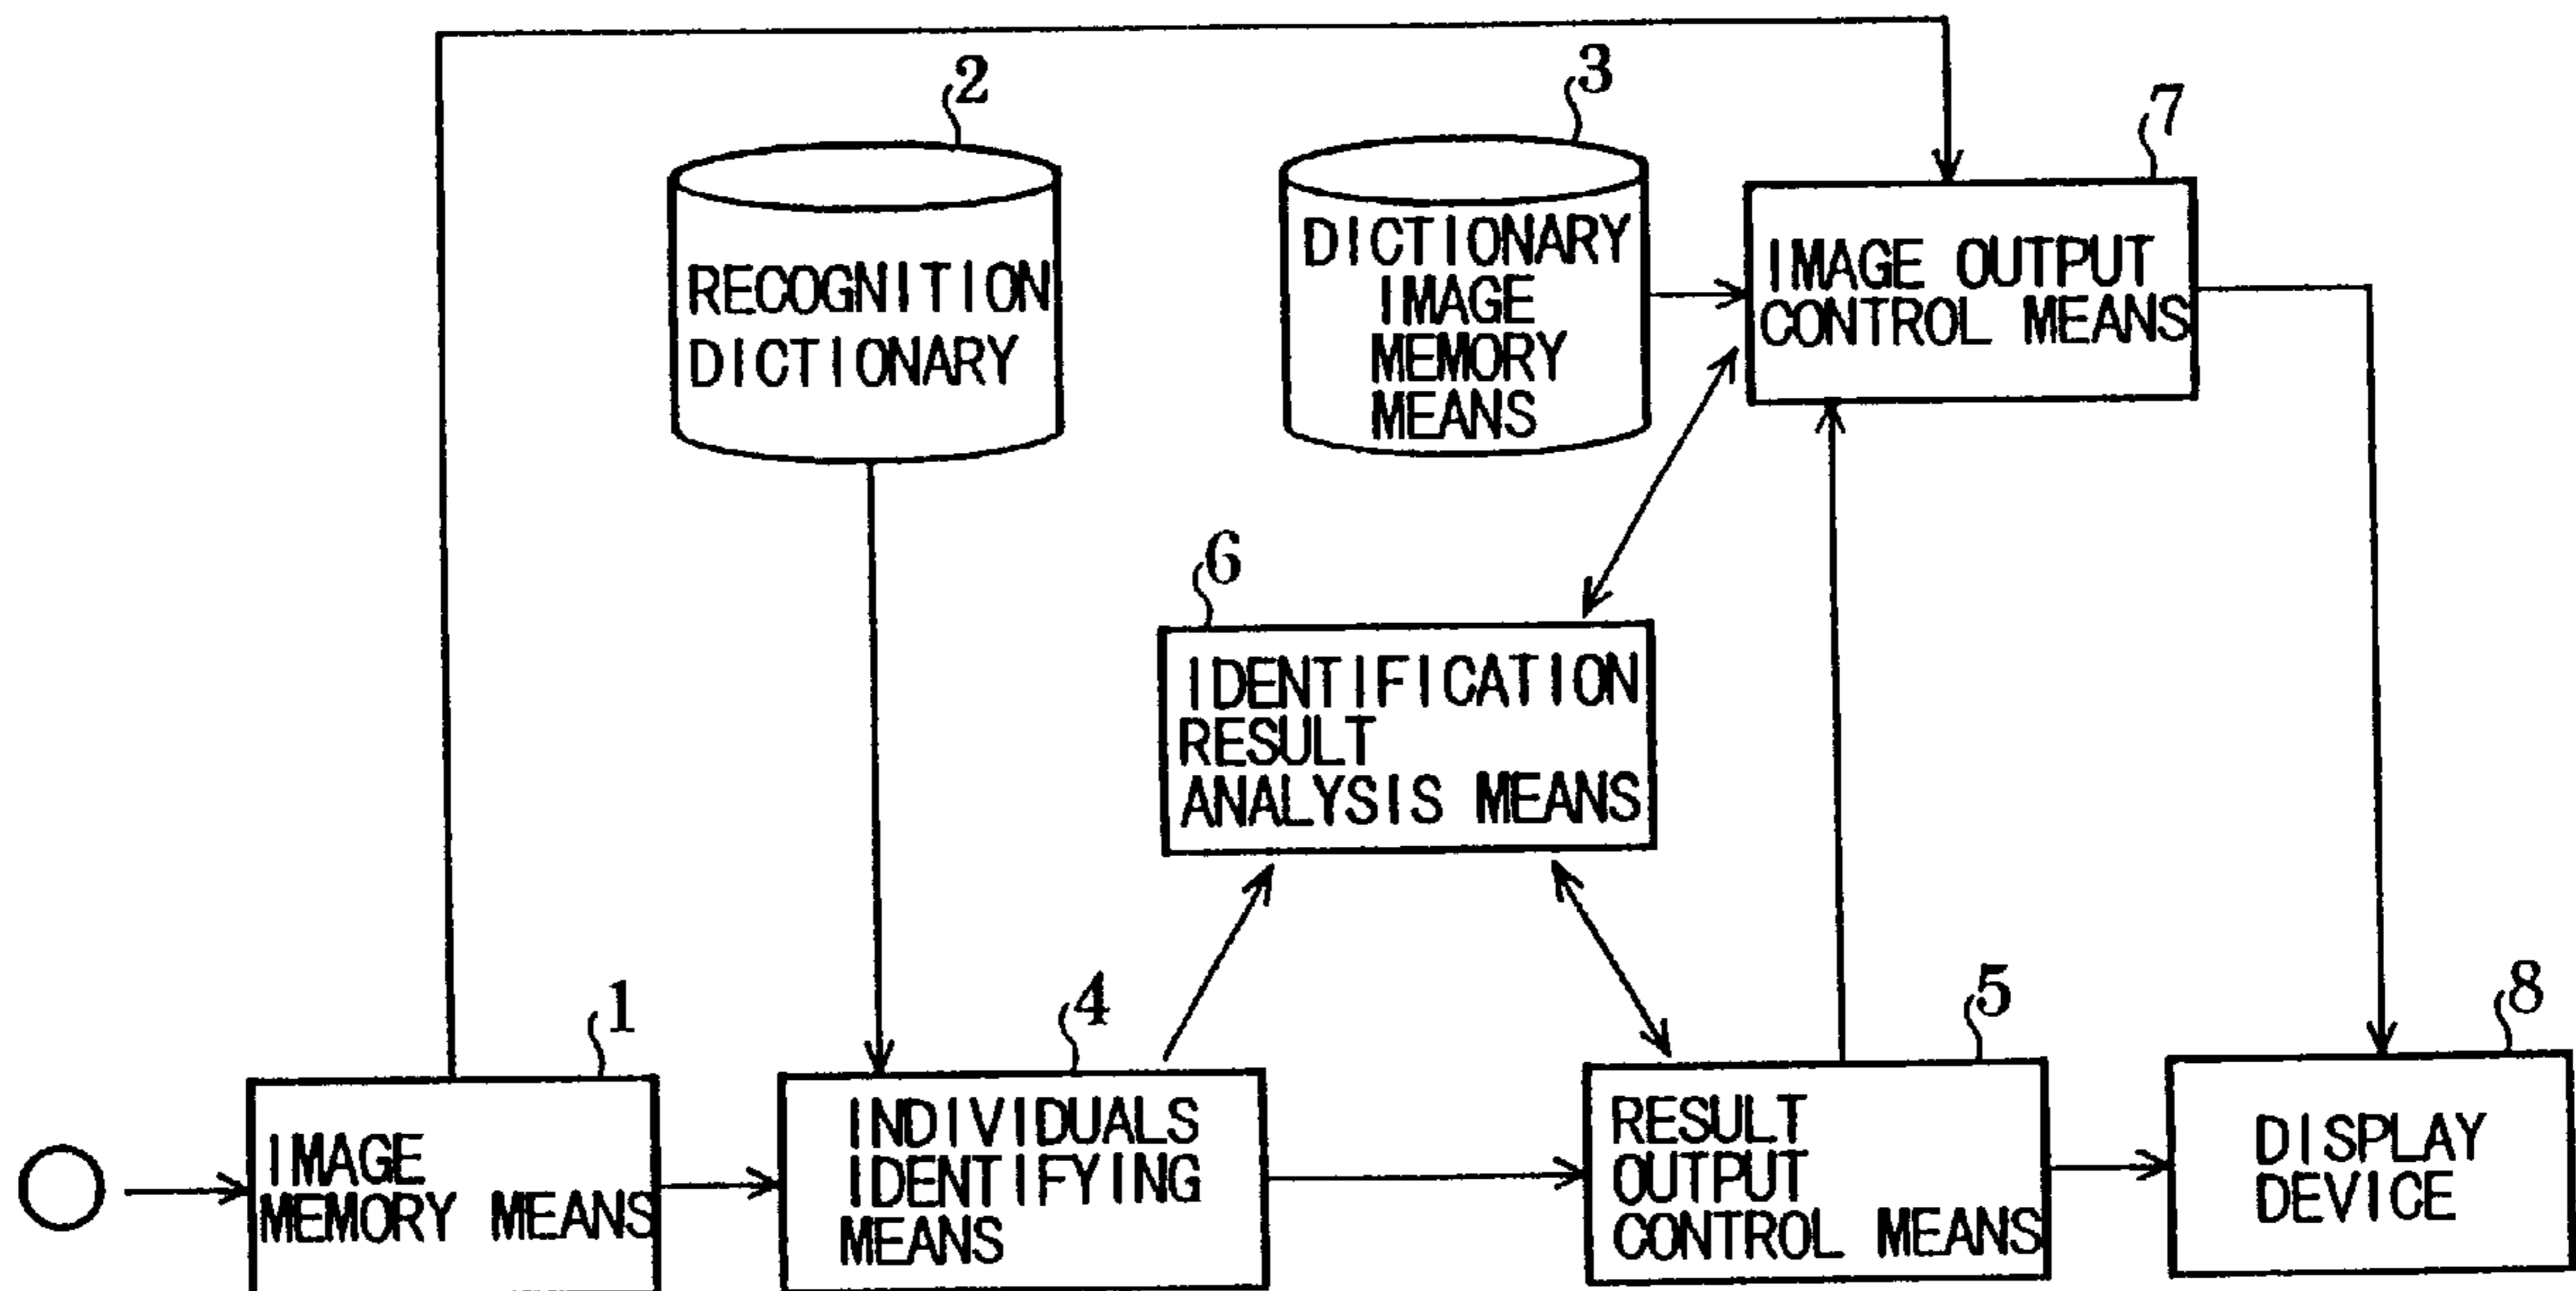 2
RECOGNITION
DICTIONARY
3
DICTIONARY
IMAGE
MEMORY
MEANS
7
IMAGE OUTPUT
CONTROL MEANS
6
IDENTIFICATION
RESULT
ANALYSIS MEANS
1
IMAGE
MEMORY MEANS
4
INDIVIDUALS
IDENTIFYING
MEANS
5
RESULT
OUTPUT
CONTROL MEANS
8
DISPLAY
DEVICE